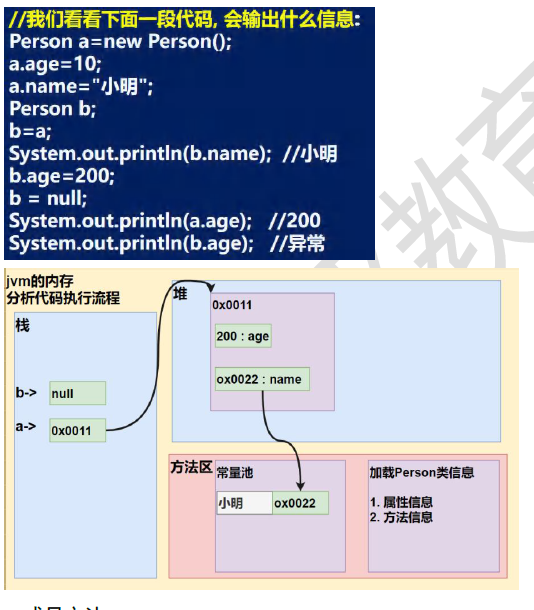 //我们看看下面一段代码, 会输出什么信息:
Person a=new Person();
a.age=10;
a.name="小明";
Person b;
b=a;
System.out.println(b.name); //小明
b.age=200;
b = null;
System.out.println(a.age); //200
System.out.println(b.age); //异常
jvm的内存
分析代码执行流程
栈
b-> null
a-> 0x0011
堆
0x0011
200 : age
ox0022 : name
方法区
常量池
小明 ox0022
加载Person类信息
1. 属性信息
2. 方法信息